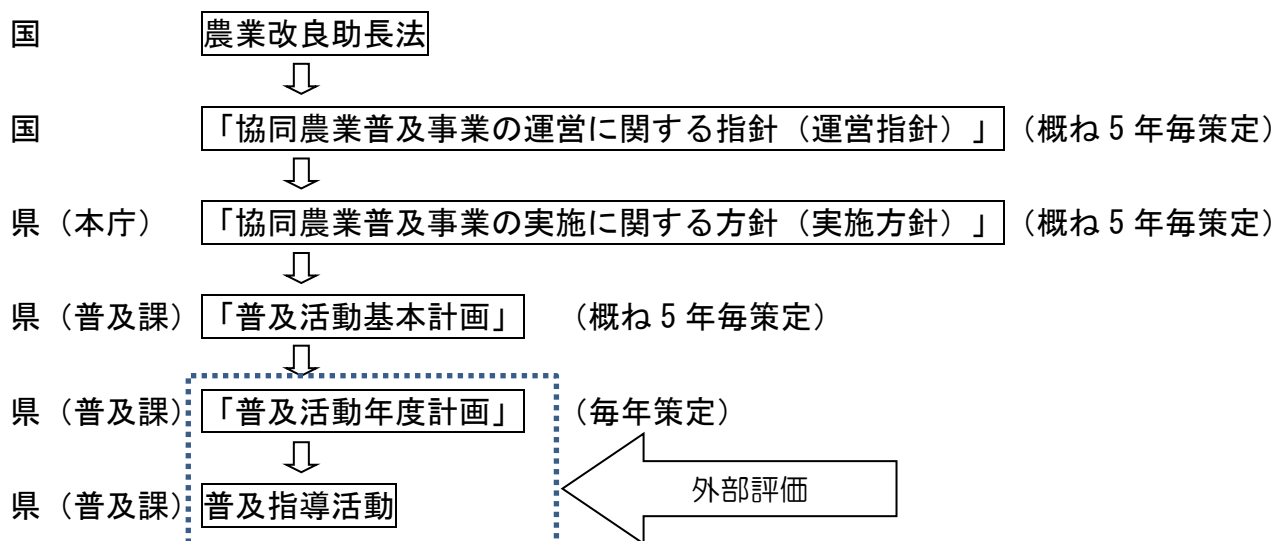 国 農業改良助長法
国 「協同農業普及事業の運営に関する指針（運営指針）」（概ね5年毎策定）
県（本庁） 「協同農業普及事業の実施に関する方針（実施方針）」（概ね5年毎策定）
県（普及課） 「普及活動基本計画」 （概ね5年毎策定）
県（普及課） 「普及活動年度計画」 （毎年策定）
外部評価
県（普及課） 普及指導活動